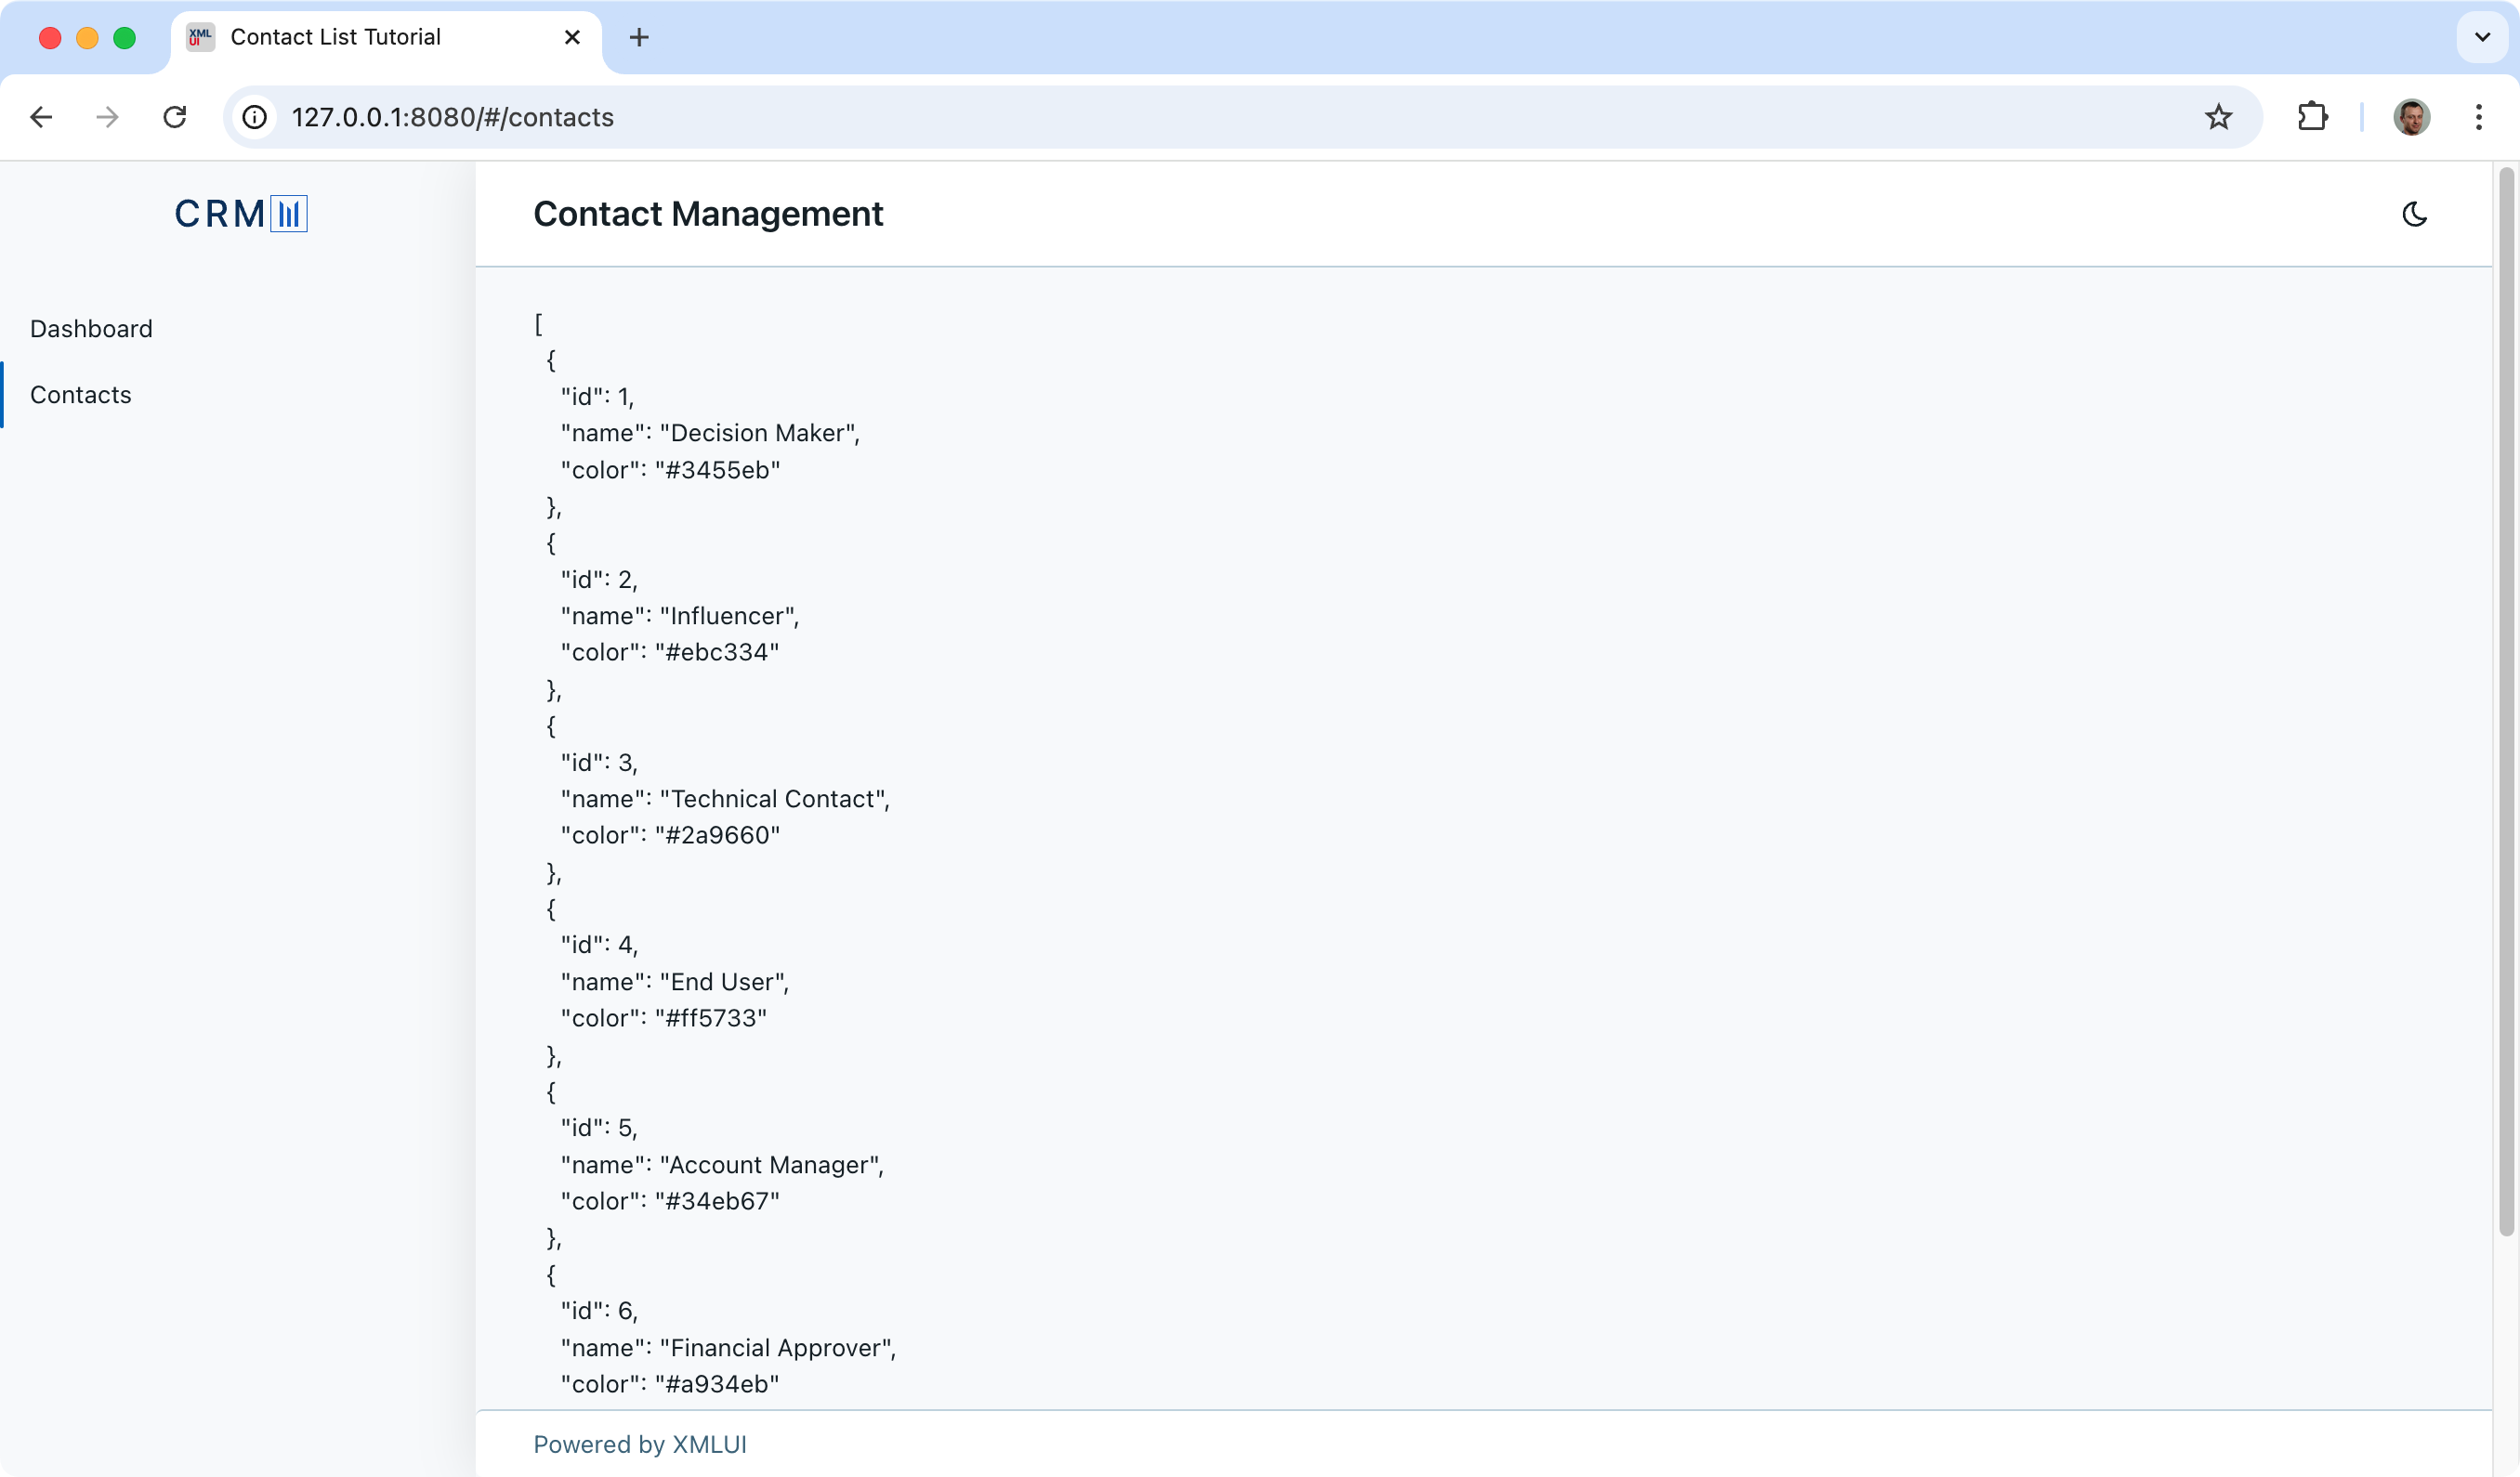 XML
UI
Contact List Tutorial
127.0.0.1:8080/#/contacts
CRM
Contact Management
Dashboard
Contacts
[
{
"id": 1,
"name": "Decision Maker",
"color": "#3455eb"
},
{
"id": 2,
"name": "Influencer",
"color": "#ebc334"
},
{
"id": 3,
"name": "Technical Contact",
"color": "#2a9660"
},
{
"id": 4,
"name": "End User",
"color": "#ff5733"
},
{
"id": 5,
"name": "Account Manager",
"color": "#34eb67"
},
{
"id": 6,
"name": "Financial Approver",
"color": "#a934eb"
Powered by XMLUI